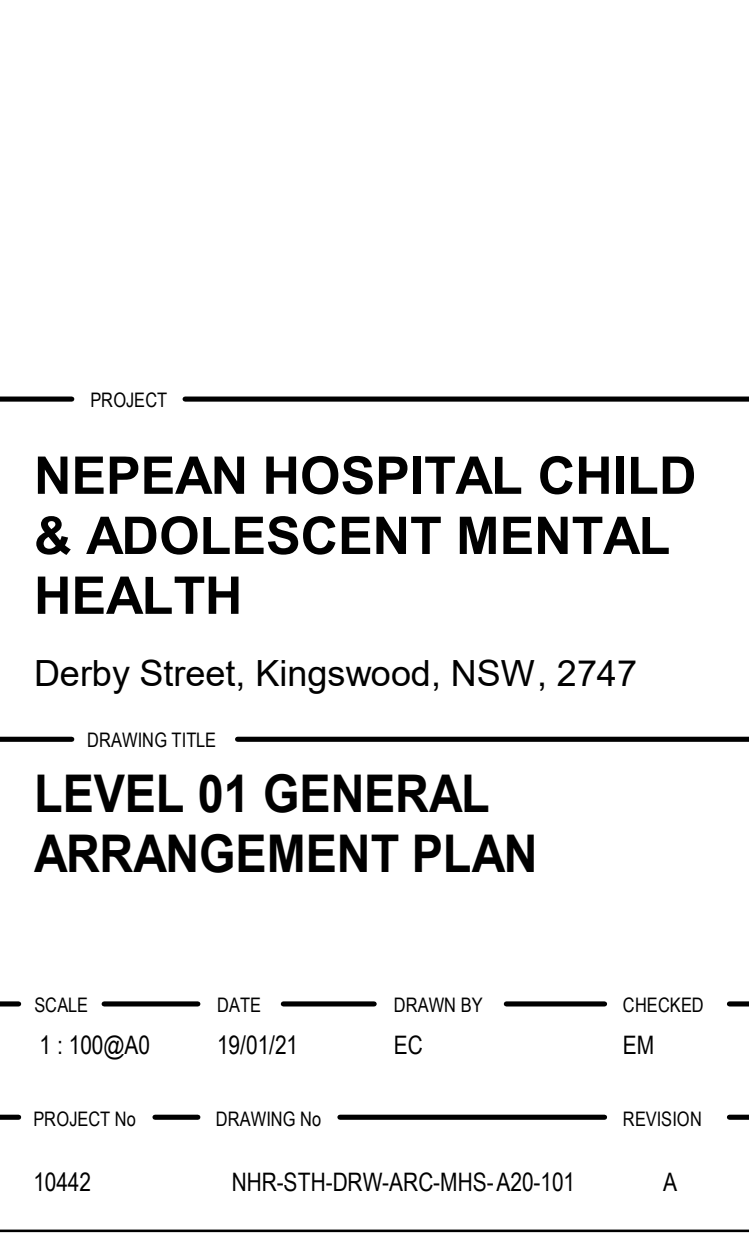 PROJECT
NEPEAN HOSPITAL CHILD
& ADOLESCENT MENTAL
HEALTH
Derby Street, Kingswood, NSW, 2747
DRAWING TITLE
LEVEL 01 GENERAL
ARRANGEMENT PLAN
SCALE DATE DRAWN BY CHECKED
1 : 100@A0 19/01/21 EC EM
PROJECT No DRAWING No REVISION
10442 NHR-STH-DRW-ARC-MHS-A20-101 A